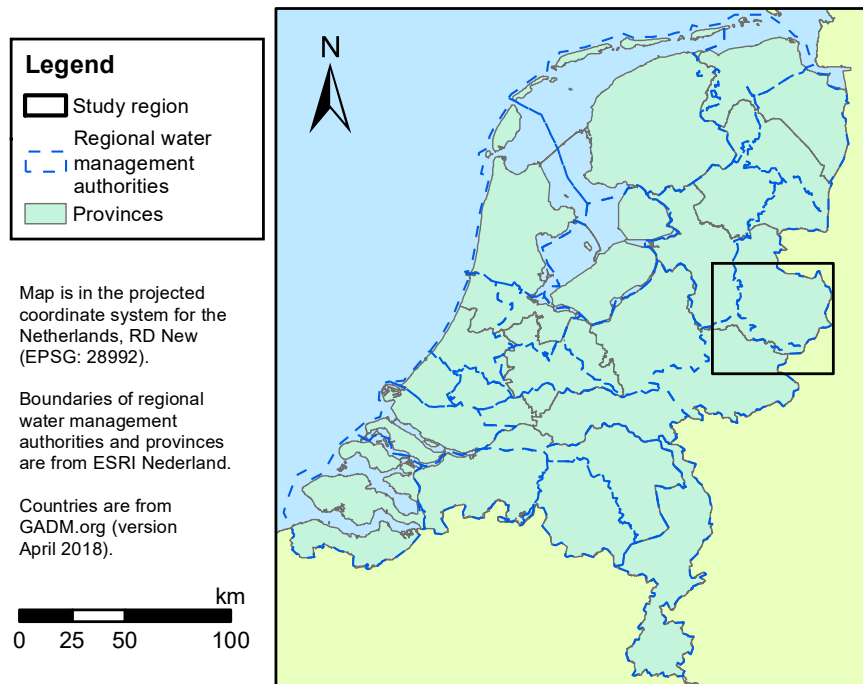 Legend
Study region
Regional water
management
authorities
Provinces
N
Map is in the projected
coordinate system for the
Netherlands, RD New
(EPSG: 28992).
Boundaries of regional
water management
authorities and provinces
are from ESRI Nederland.
Countries are from
GADM.org (version
April 2018).
km
0 25 50 100